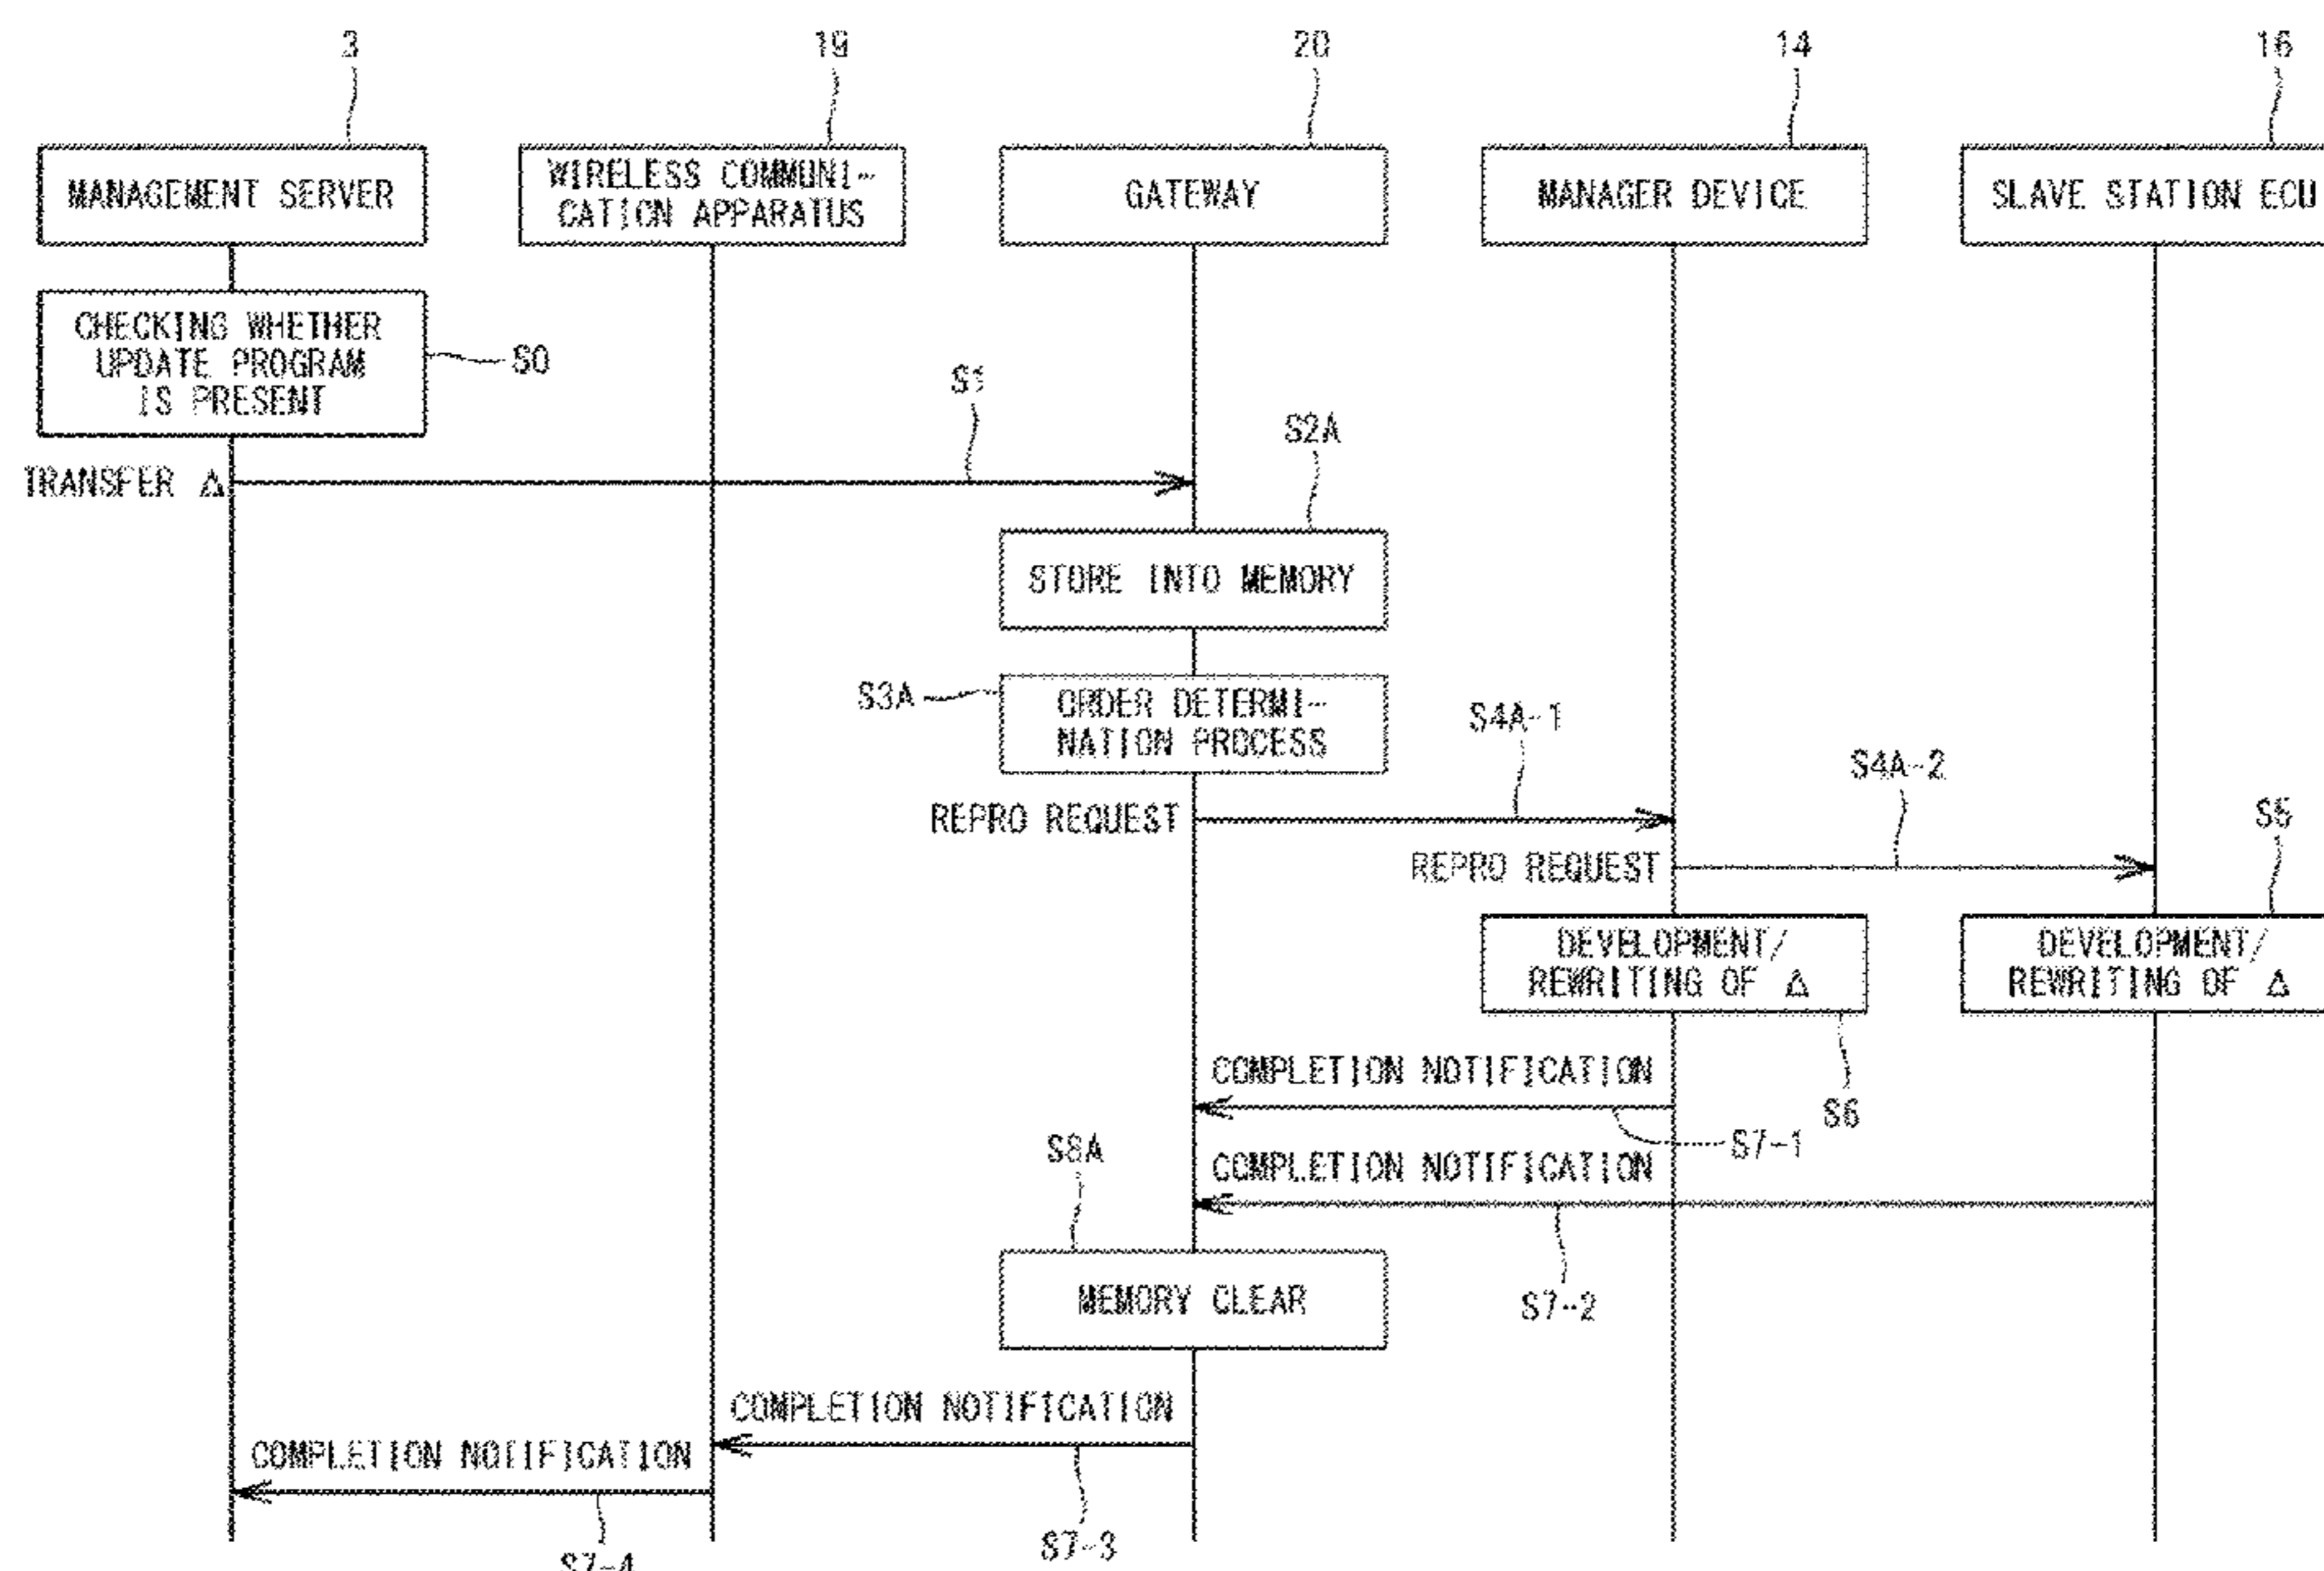 3
19
20
14
16
MANAGEMENT SERVER
WIRELESS COMMUNI-
CATION APPARATUS
GATEWAY
MANAGER DEVICE
SLAVE STATION ECU
CHECKING WHETHER
UPDATE PROGRAM
IS PRESENT
S0
S1
TRANSFER Δ
S2A
STORE INTO MEMORY
S3A
ORDER DETERMI-
NATION PROCESS
S4A-1
REPRO REQUEST
S4A-2
REPRO REQUEST
S5
DEVELOPMENT/
REWRITING OF Δ
DEVELOPMENT/
REWRITING OF Δ
COMPLETION NOTIFICATION
S6
S7-1
S8A
COMPLETION NOTIFICATION
S7-2
MEMORY CLEAR
COMPLETION NOTIFICATION
COMPLETION NOTIFICATION
S7-3
S7-4